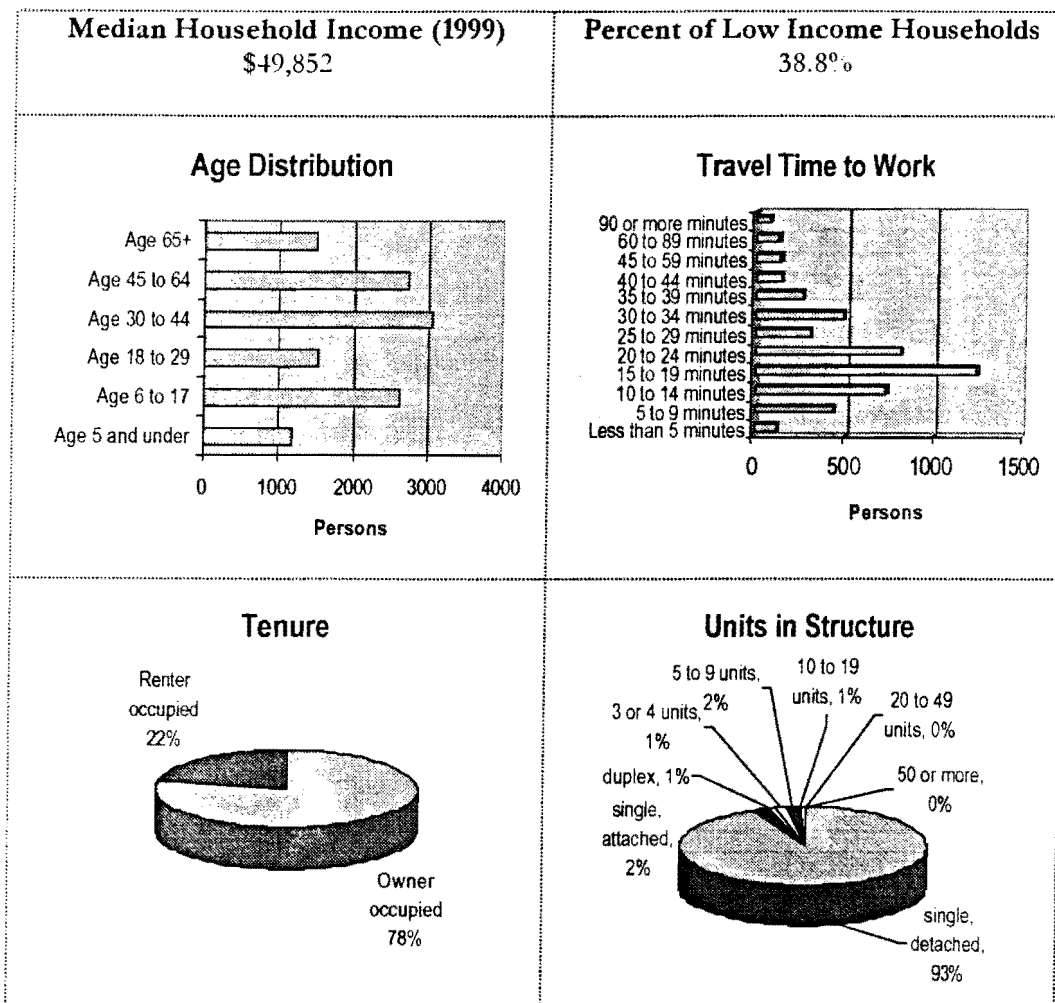 Median Household Income (1999)
$49,852
Percent of Low Income Households
38.8%
Age Distribution
Age 65+
Age 45 to 64
Age 30 to 44
Age 18 to 29
Age 6 to 17
Age 5 and under
0 1000 2000 3000 4000
Persons
Travel Time to Work
90 or more minutes
60 to 89 minutes
45 to 59 minutes
40 to 44 minutes
35 to 39 minutes
30 to 34 minutes
25 to 29 minutes
20 to 24 minutes
15 to 19 minutes
10 to 14 minutes
5 to 9 minutes
Less than 5 minutes
0 500 1000 1500
Persons
Tenure
Renter
occupied
22%
Owner
occupied
78%
Units in Structure
5 to 9 units,
2%
10 to 19
units, 1%
3 or 4 units,
1%
20 to 49
units, 0%
duplex, 1%
50 or more,
0%
single,
attached,
2%
single,
detached,
93%